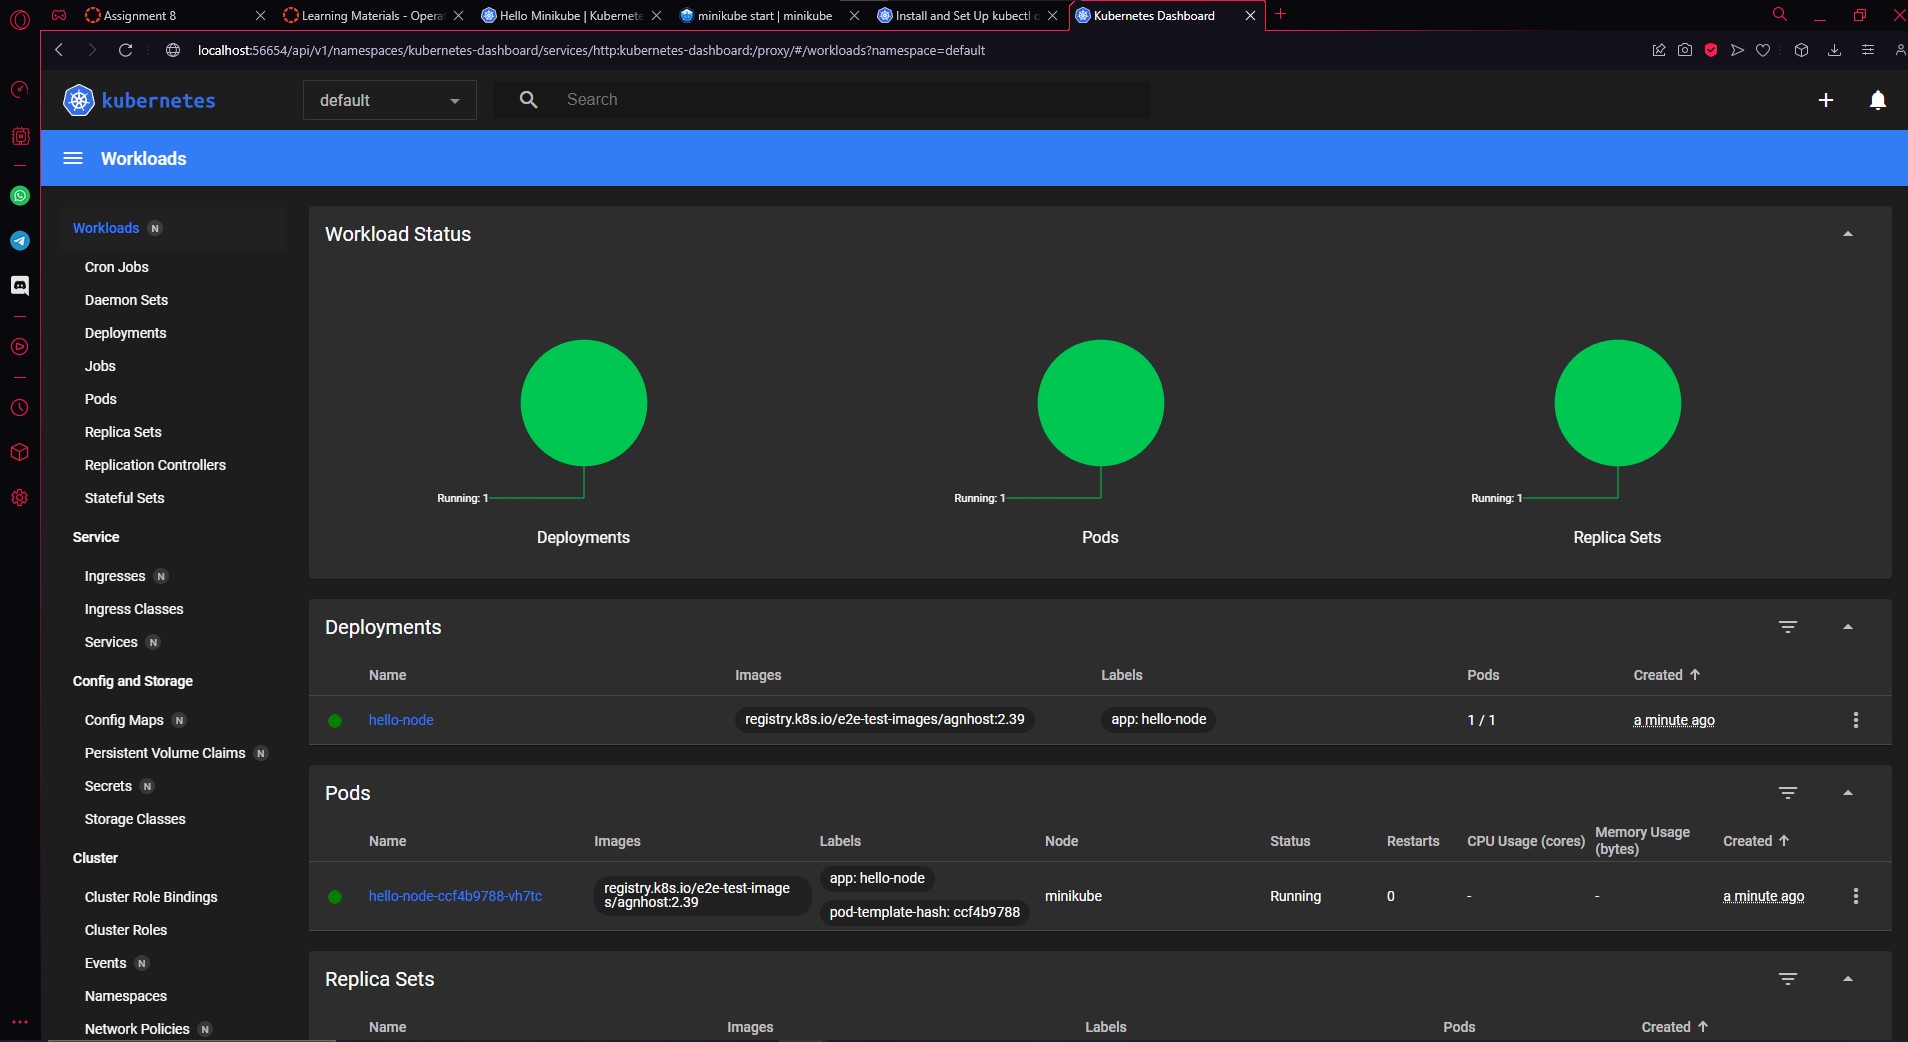 Assignment 8
Learning Materials - Opera
Hello Minikube | Kubernete
minikube start | minikube
Install and Set Up kubectl o
Kubernetes Dashboard
localhost:56654/api/v1/namespaces/kubernetes-dashboard/services/http:kubernetes-dashboard:/proxy/#/workloads?namespace=default
kubernetes
default
Search
Workloads
Workloads N
Cron Jobs
Daemon Sets
Deployments
Jobs
Pods
Replica Sets
Replication Controllers
Stateful Sets
Service
Ingresses N
Ingress Classes
Services N
Config and Storage
Config Maps N
Persistent Volume Claims N
Secrets N
Storage Classes
Cluster
Cluster Role Bindings
Cluster Roles
Events N
Namespaces
Network Policies N
Workload Status
Running: 1
Deployments
Running: 1
Pods
Running: 1
Replica Sets
Deployments
Name Images Labels Pods Created
hello-node registry.k8s.io/e2e-test-images/agnhost:2.39 app: hello-node 1 / 1 a minute ago
Pods
Name Images Labels Node Status Restarts CPU Usage (cores) Memory Usage
(bytes) Created
hello-node-ccf4b9788-vh7tc registry.k8s.io/e2e-test-image
s/agnhost:2.39
app: hello-node
pod-template-hash: ccf4b9788
minikube Running 0 - - a minute ago
Replica Sets
Name Images Labels Pods Created